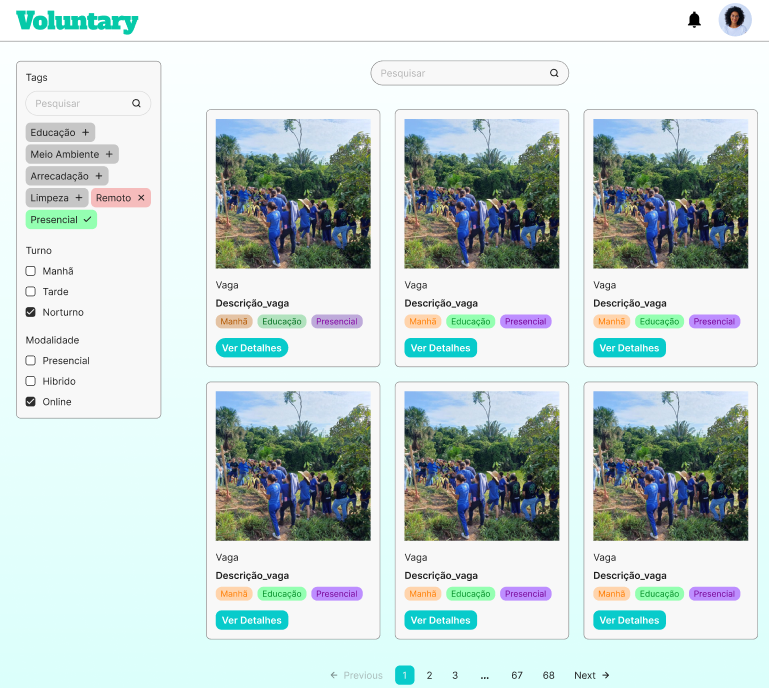 Voluntary
Tags
Pesquisar
Educação +
Meio Ambiente +
Arrecadação +
Limpeza + Remoto ×
Presencial ✓
Turno
Manhã
Tarde
Norturno
Modalidade
Presencial
Hibrido
Online
Pesquisar
Vaga
Descrição_vaga
Manhã Educação Presencial
Ver Detalhes
Vaga
Descrição_vaga
Manhã Educação Presencial
Ver Detalhes
Vaga
Descrição_vaga
Manhã Educação Presencial
Ver Detalhes
Vaga
Descrição_vaga
Manhã Educação Presencial
Ver Detalhes
Vaga
Descrição_vaga
Manhã Educação Presencial
Ver Detalhes
Vaga
Descrição_vaga
Manhã Educação Presencial
Ver Detalhes
← Previous 1 2 3 ... 67 68 Next →